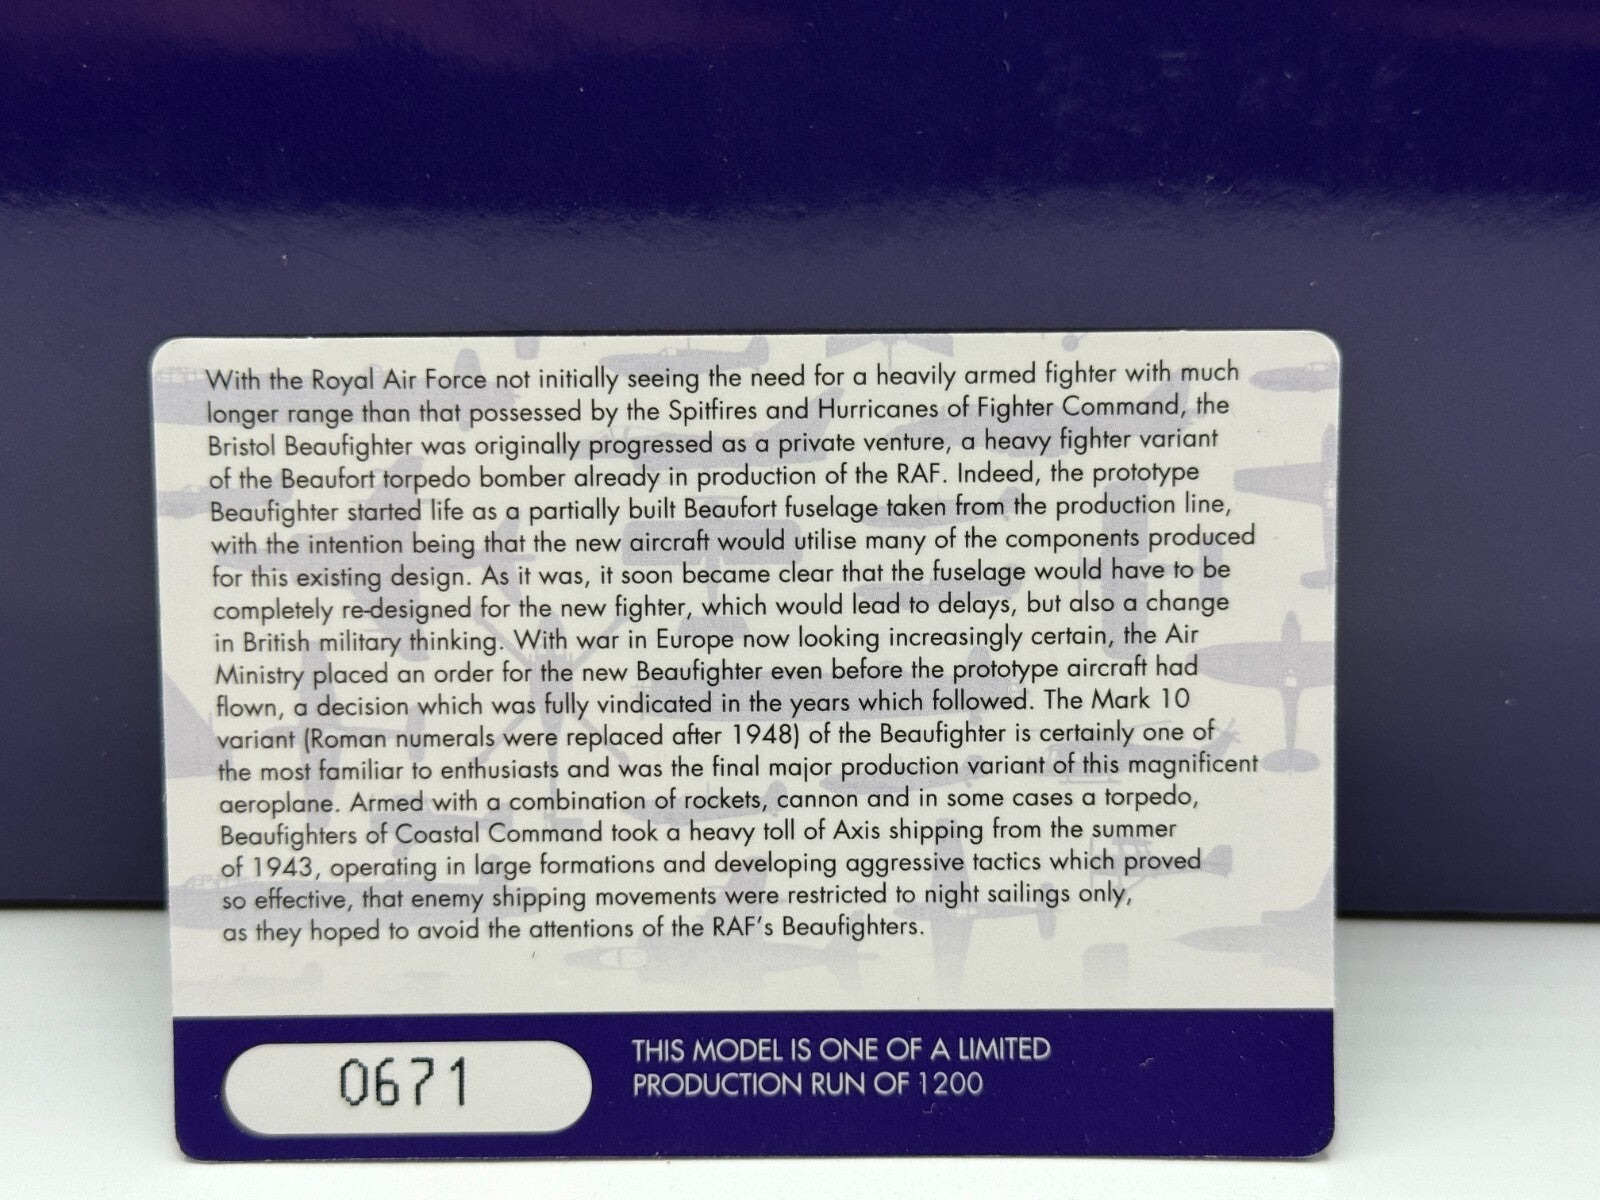 With the Royal Air Force not initially seeing the need for a heavily armed fighter with much
longer range than that possessed by the Spitfires and Hurricanes of Fighter Command, the
Bristol Beaufighter was originally progressed as a private venture, a heavy fighter variant
of the Beaufort torpedo bomber already in production of the RAF. Indeed, the prototype
Beaufighter started life as a partially built Beaufort fuselage taken from the production line,
with the intention being that the new aircraft would utilise many of the components produced
for this existing design. As it was, it soon became clear that the fuselage would have to be
completely re-designed for the new fighter, which would lead to delays, but also a change
in British military thinking. With war in Europe now looking increasingly certain, the Air
Ministry placed an order for the new Beaufighter even before the prototype aircraft had
flown, a decision which was fully vindicated in the years which followed. The Mark 10
variant (Roman numerals were replaced after 1948) of the Beaufighter is certainly one of
the most familiar to enthusiasts and was the final major production variant of this magnificent
aeroplane. Armed with a combination of rockets, cannon and in some cases a torpedo,
Beaufighters of Coastal Command took a heavy toll of Axis shipping from the summer
of 1943, operating in large formations and developing aggressive tactics which proved
so effective, that enemy shipping movements were restricted to night sailings only,
as they hoped to avoid the attentions of the RAF's Beaufighters.
0671
THIS MODEL IS ONE OF A LIMITED
PRODUCTION RUN OF 1200